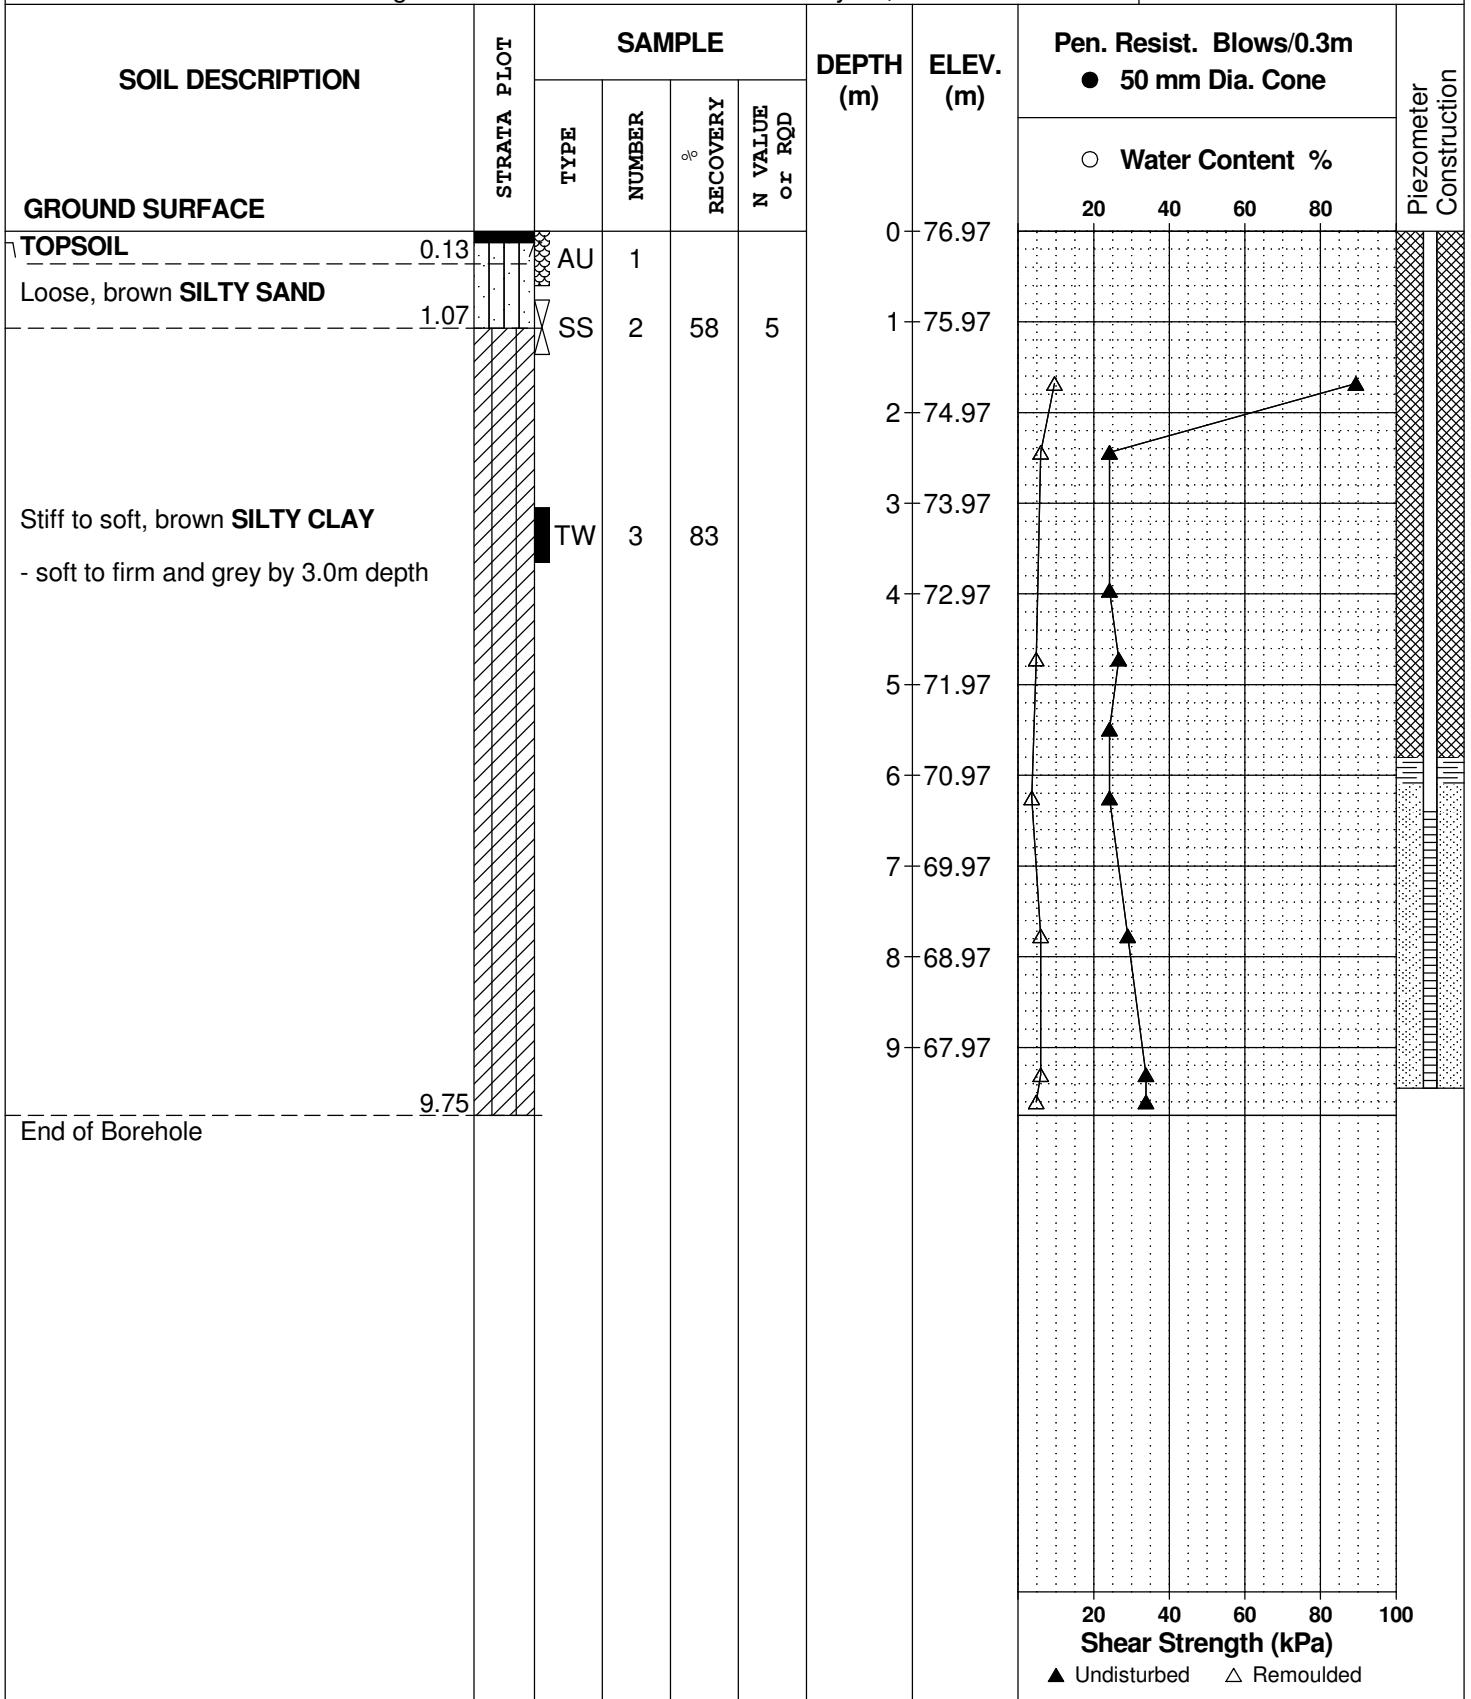 SOIL DESCRIPTION
GROUND SURFACE
STRATA PLOT
SAMPLE
TYPE
NUMBER
% RECOVERY
N VALUE or RQD
DEPTH (m)
ELEV. (m)
Pen. Resist. Blows/0.3m
● 50 mm Dia. Cone
○ Water Content %
20 40 60 80
Piezometer Construction
0 76.97
TOPSOIL 0.13
AU 1
Loose, brown SILTY SAND
1.07
SS 2 58 5
1 75.97
2 74.97
3 73.97
Stiff to soft, brown SILTY CLAY
TW 3 83
- soft to firm and grey by 3.0m depth
4 72.97
5 71.97
6 70.97
7 69.97
8 68.97
9 67.97
9.75
End of Borehole
20 40 60 80 100
Shear Strength (kPa)
▲ Undisturbed △ Remoulded